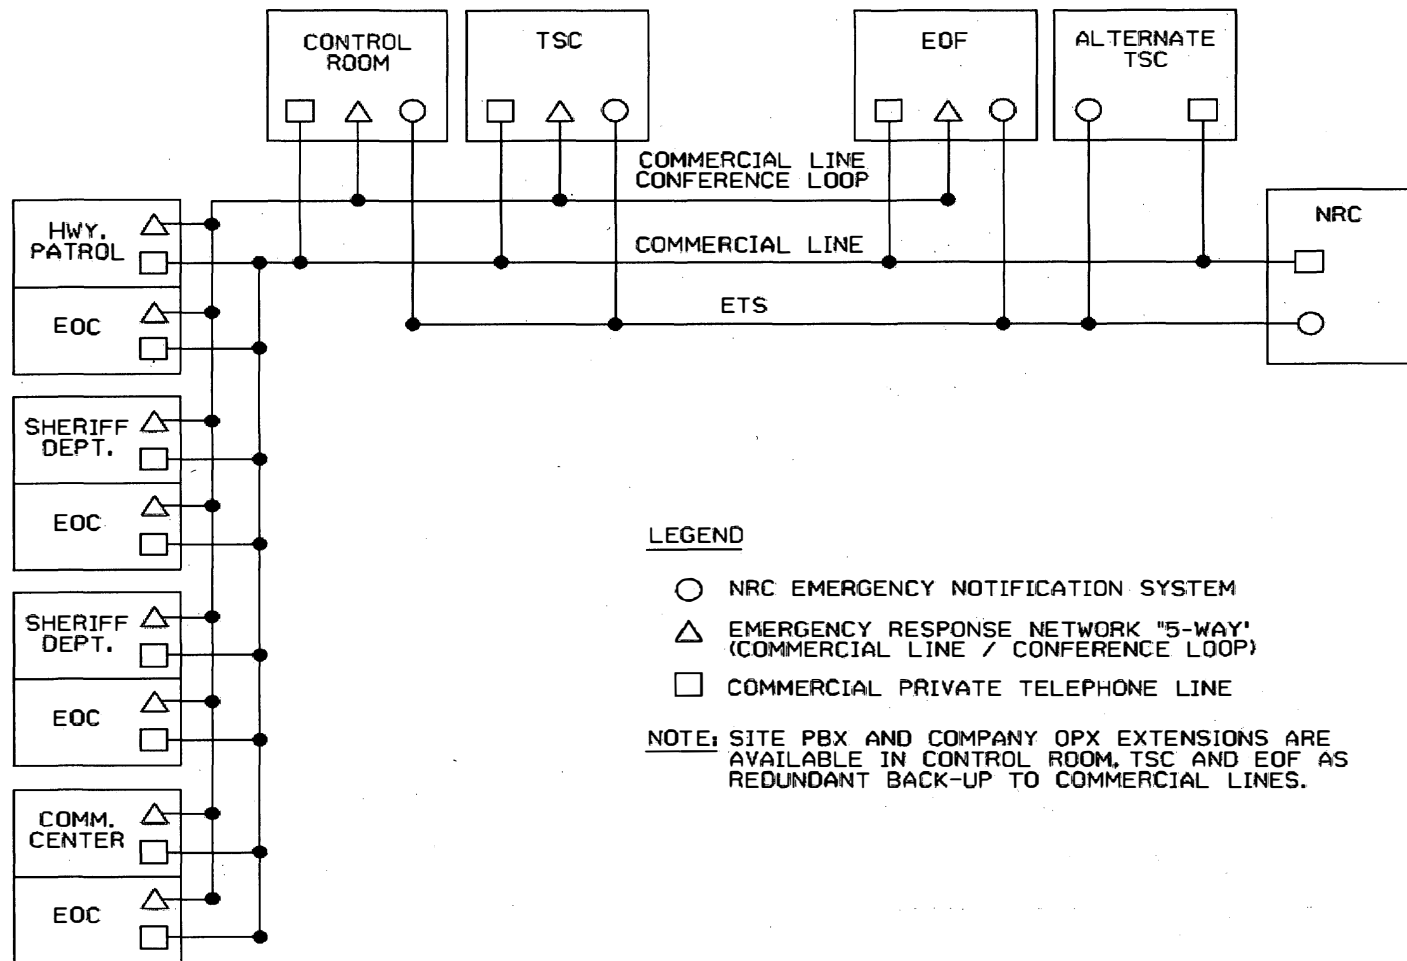 CONTROL
ROOM
TSC
EOF
ALTERNATE
TSC
COMMERCIAL LINE
CONFERENCE LOOP
HWY.
PATROL
COMMERCIAL LINE
NRC
EOC
ETS
SHERIFF
DEPT.
EOC
SHERIFF
DEPT.
EOC
COMM.
CENTER
EOC
LEGEND
NRC EMERGENCY NOTIFICATION SYSTEM
EMERGENCY RESPONSE NETWORK "5-WAY'
(COMMERCIAL LINE / CONFERENCE LOOP)
COMMERCIAL PRIVATE TELEPHONE LINE
NOTE: SITE PBX AND COMPANY OPX EXTENSIONS ARE
AVAILABLE IN CONTROL ROOM, TSC AND EOF AS
REDUNDANT BACK-UP TO COMMERCIAL LINES.